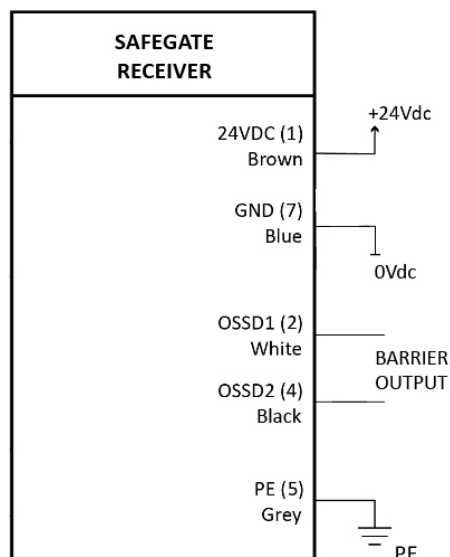 SAFEGATE
RECEIVER
+24Vdc
24VDC (1)
Brown
GND (7)
Blue
0Vdc
OSSD1 (2)
White
BARRIER
OUTPUT
OSSD2 (4)
Black
PE (5)
Grey
PE